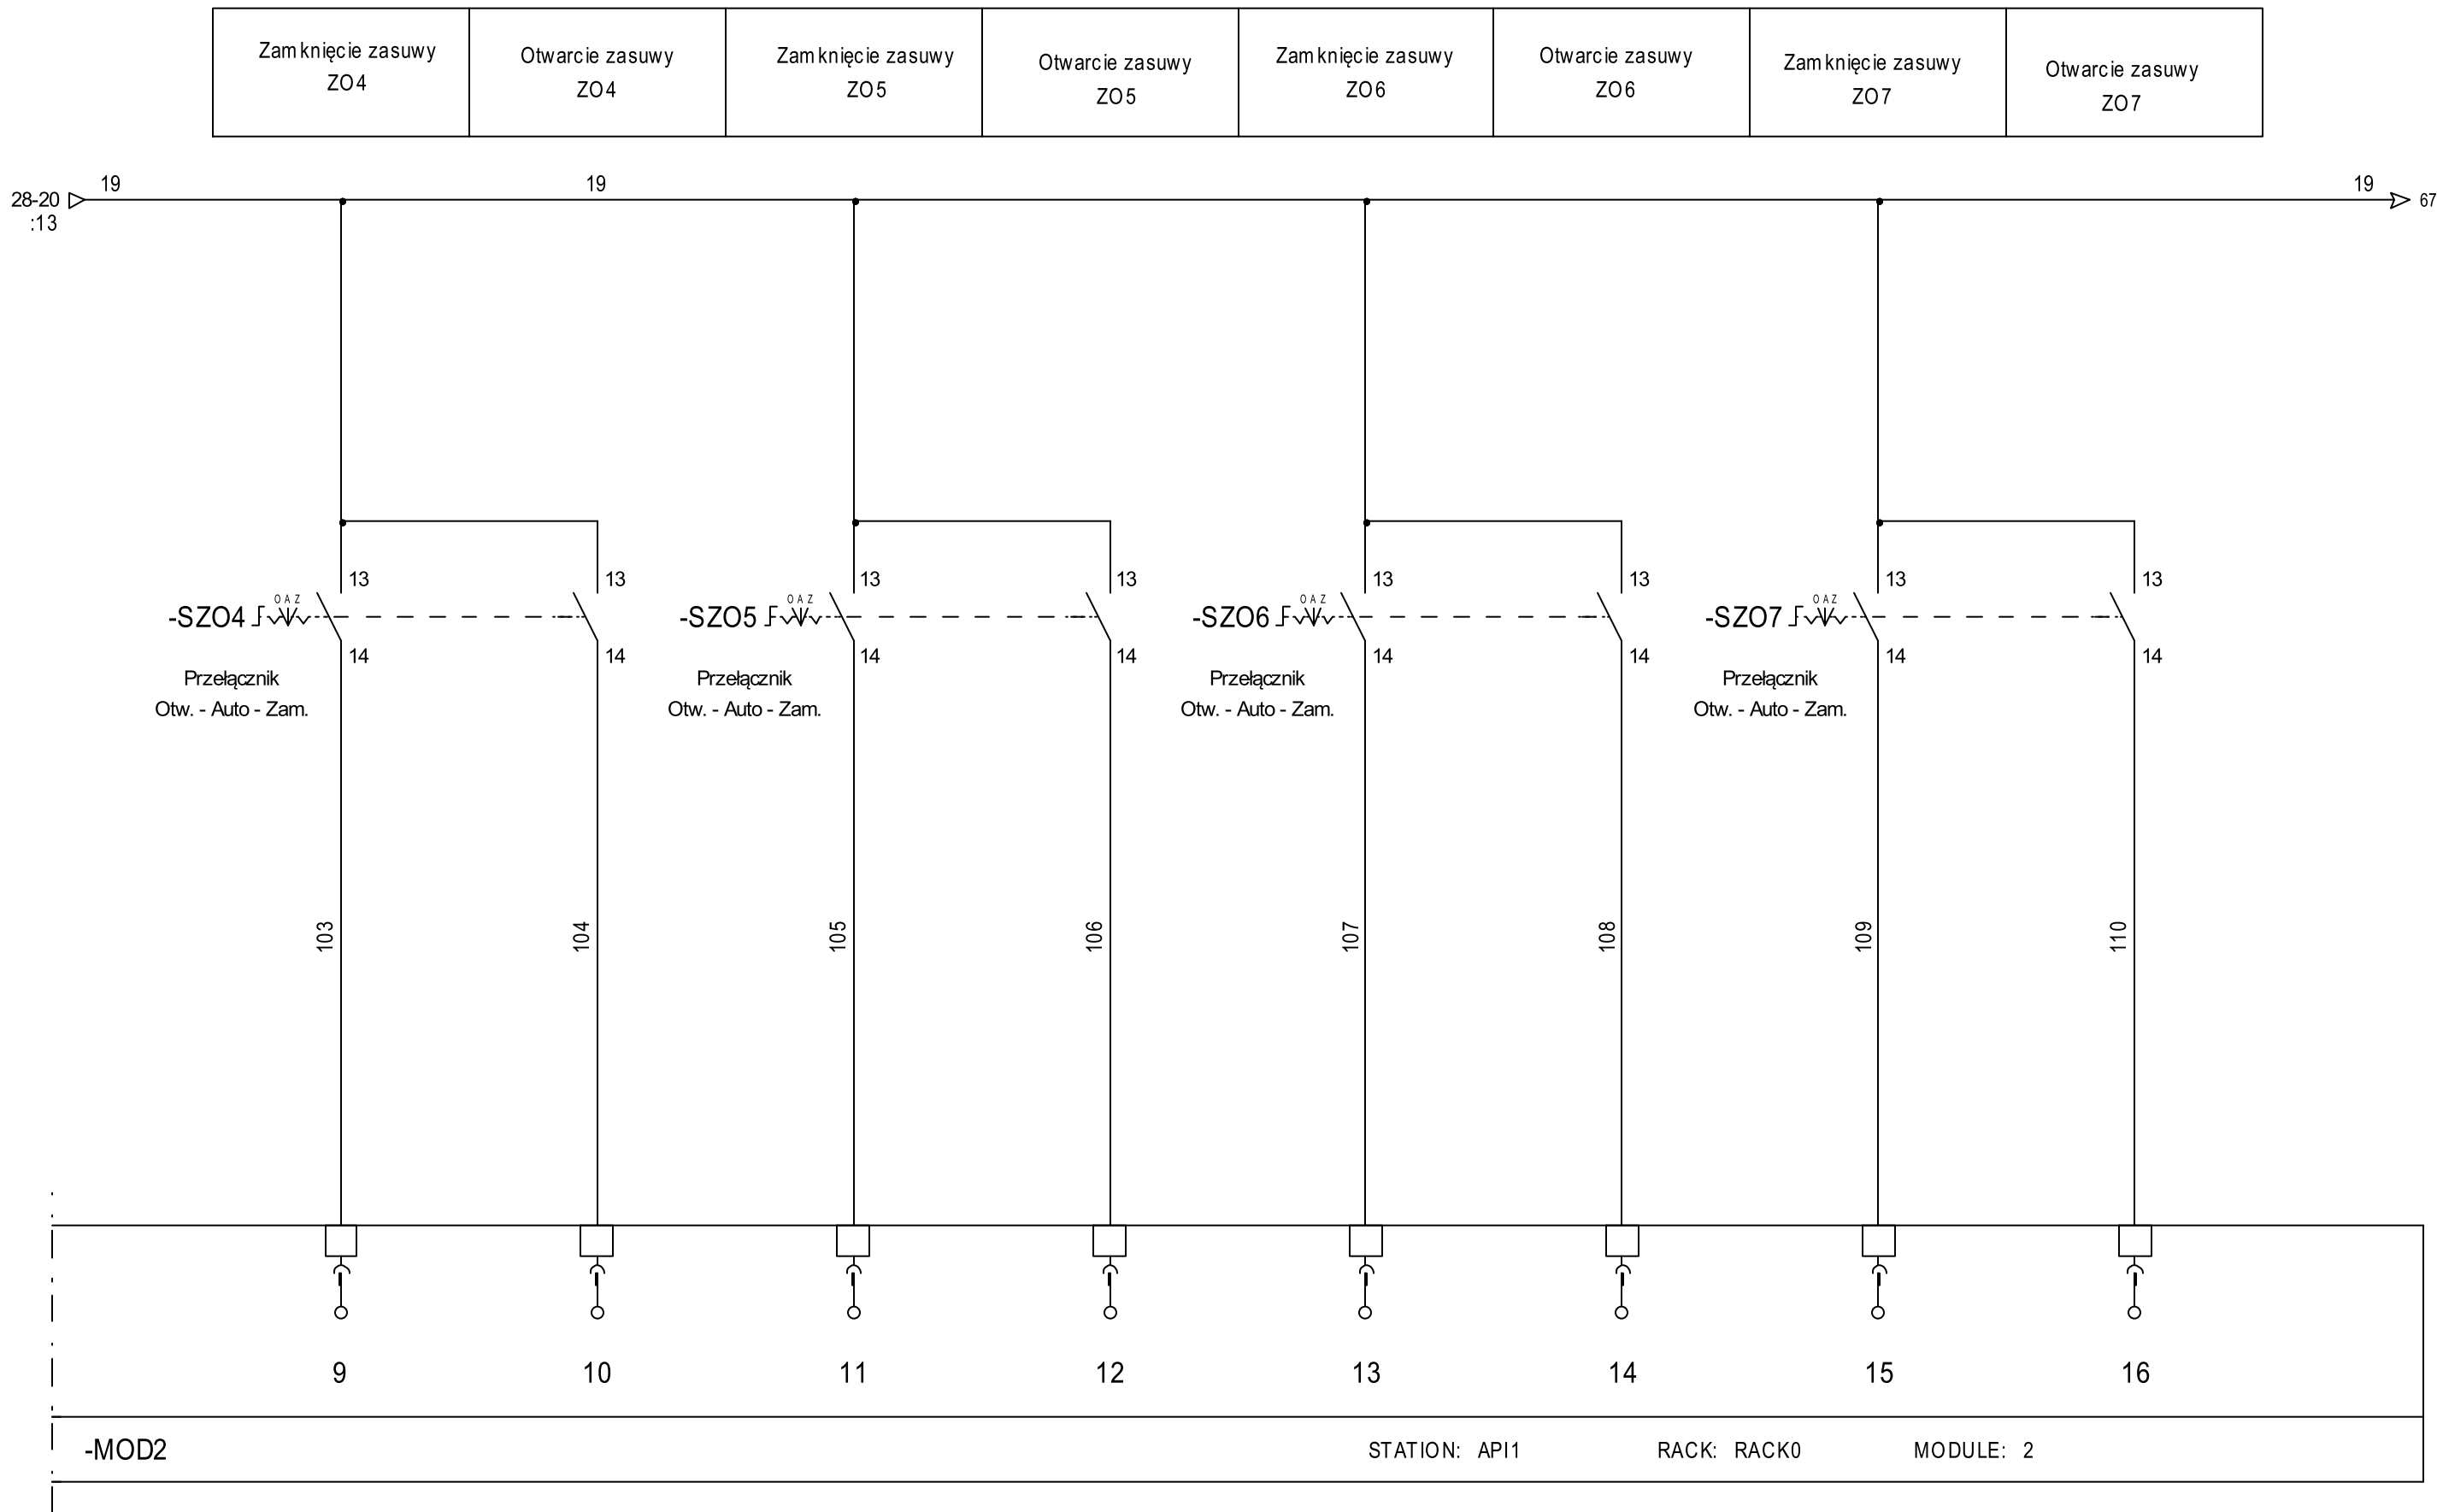 Zamknięcie zasuwy
ZO4
Otwarcie zasuwy
ZO4
Zamknięcie zasuwy
ZO5
Otwarcie zasuwy
ZO5
Zamknięcie zasuwy
ZO6
Otwarcie zasuwy
ZO6
Zamknięcie zasuwy
ZO7
Otwarcie zasuwy
ZO7
28-20
:13
19
19
19
67
13
13
13
13
13
13
13
13
-SZO4
O A Z
-SZO5
O A Z
-SZO6
O A Z
-SZO7
O A Z
14
14
14
14
14
14
14
14
Przełącznik
Otw. - Auto - Zam.
Przełącznik
Otw. - Auto - Zam.
Przełącznik
Otw. - Auto - Zam.
Przełącznik
Otw. - Auto - Zam.
103
104
105
106
107
108
109
110
9
10
11
12
13
14
15
16
-MOD2
STATION: API1
RACK: RACK0
MODULE: 2